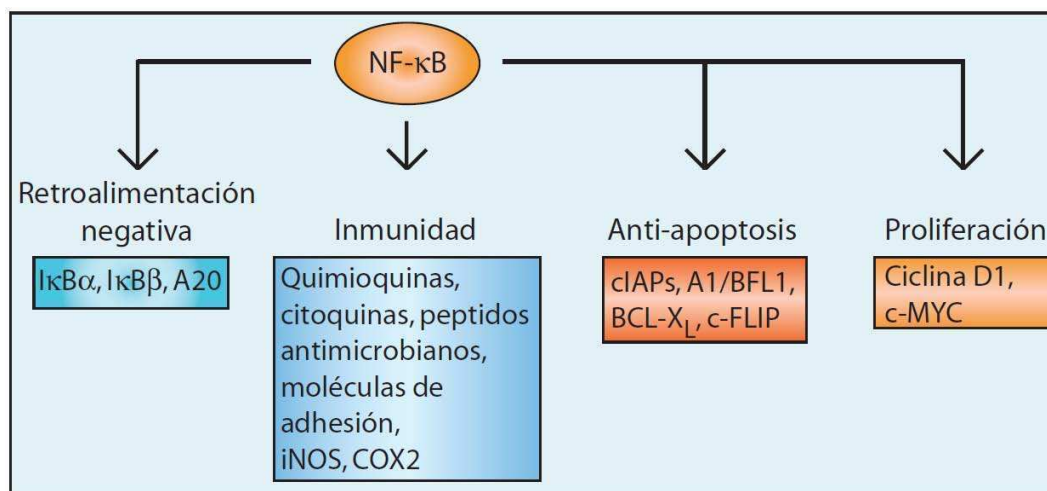 NF-κB
Retroalimentación
negativa
IκBα, IκBβ, A20
Inmunidad
Quimioquinas,
citoquinas, peptidos
antimicrobianos,
moléculas de
adhesión,
iNOS, COX2
Anti-apoptosis
cIAPs, A1/BFL1,
BCL-X_L, c-FLIP
Proliferación
Ciclina D1,
c-MYC